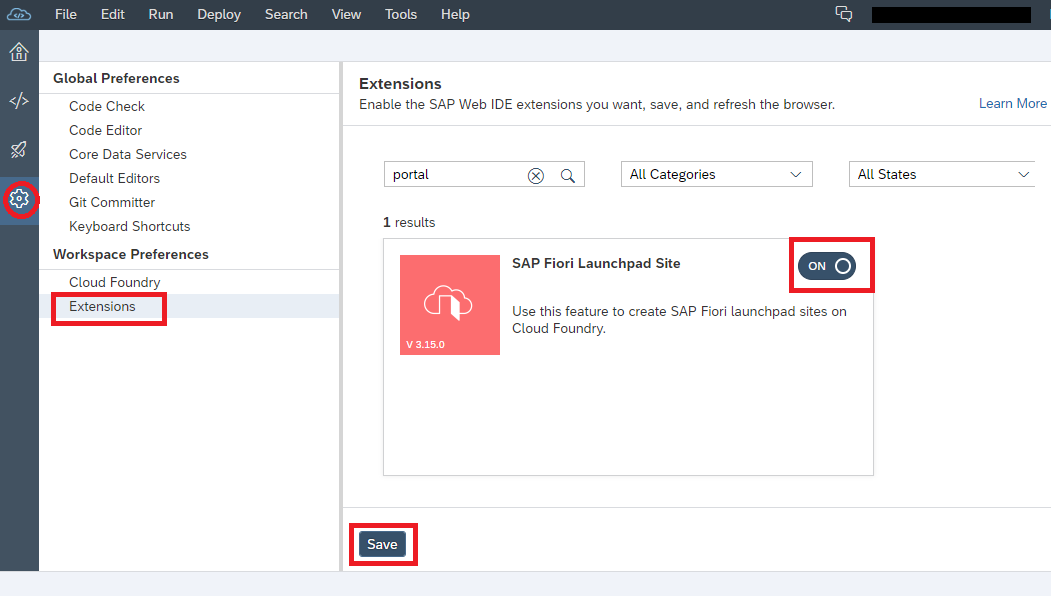 File Edit Run Deploy Search View Tools Help
Global Preferences
Code Check
Code Editor
Core Data Services
Default Editors
Git Committer
Keyboard Shortcuts
Workspace Preferences
Cloud Foundry
Extensions
Extensions
Enable the SAP Web IDE extensions you want, save, and refresh the browser.
Learn More
portal
All Categories
All States
1 results
SAP Fiori Launchpad Site
ON
Use this feature to create SAP Fiori launchpad sites on
Cloud Foundry.
V 3.15.0
Save